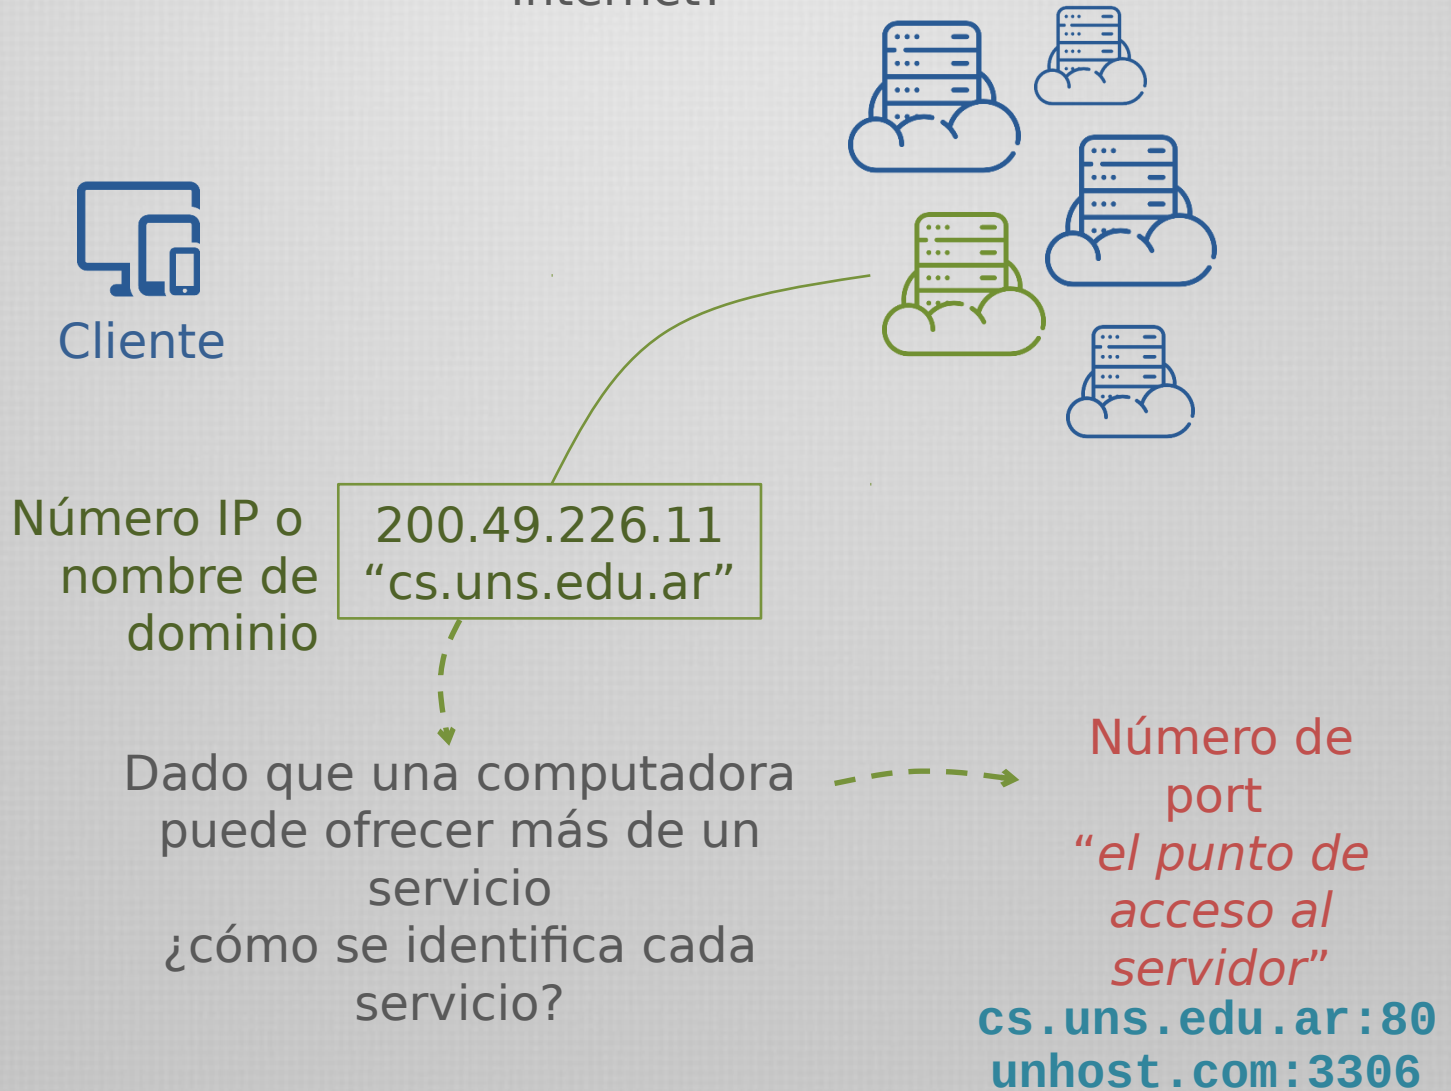 Cliente
Número IP o
nombre de
dominio
200.49.226.11
“cs.uns.edu.ar”
Dado que una computadora
puede ofrecer más de un
servicio
¿cómo se identifica cada
servicio?
Número de
port
“el punto de
acceso al
servidor”
cs.uns.edu.ar:80
unhost.com:3306